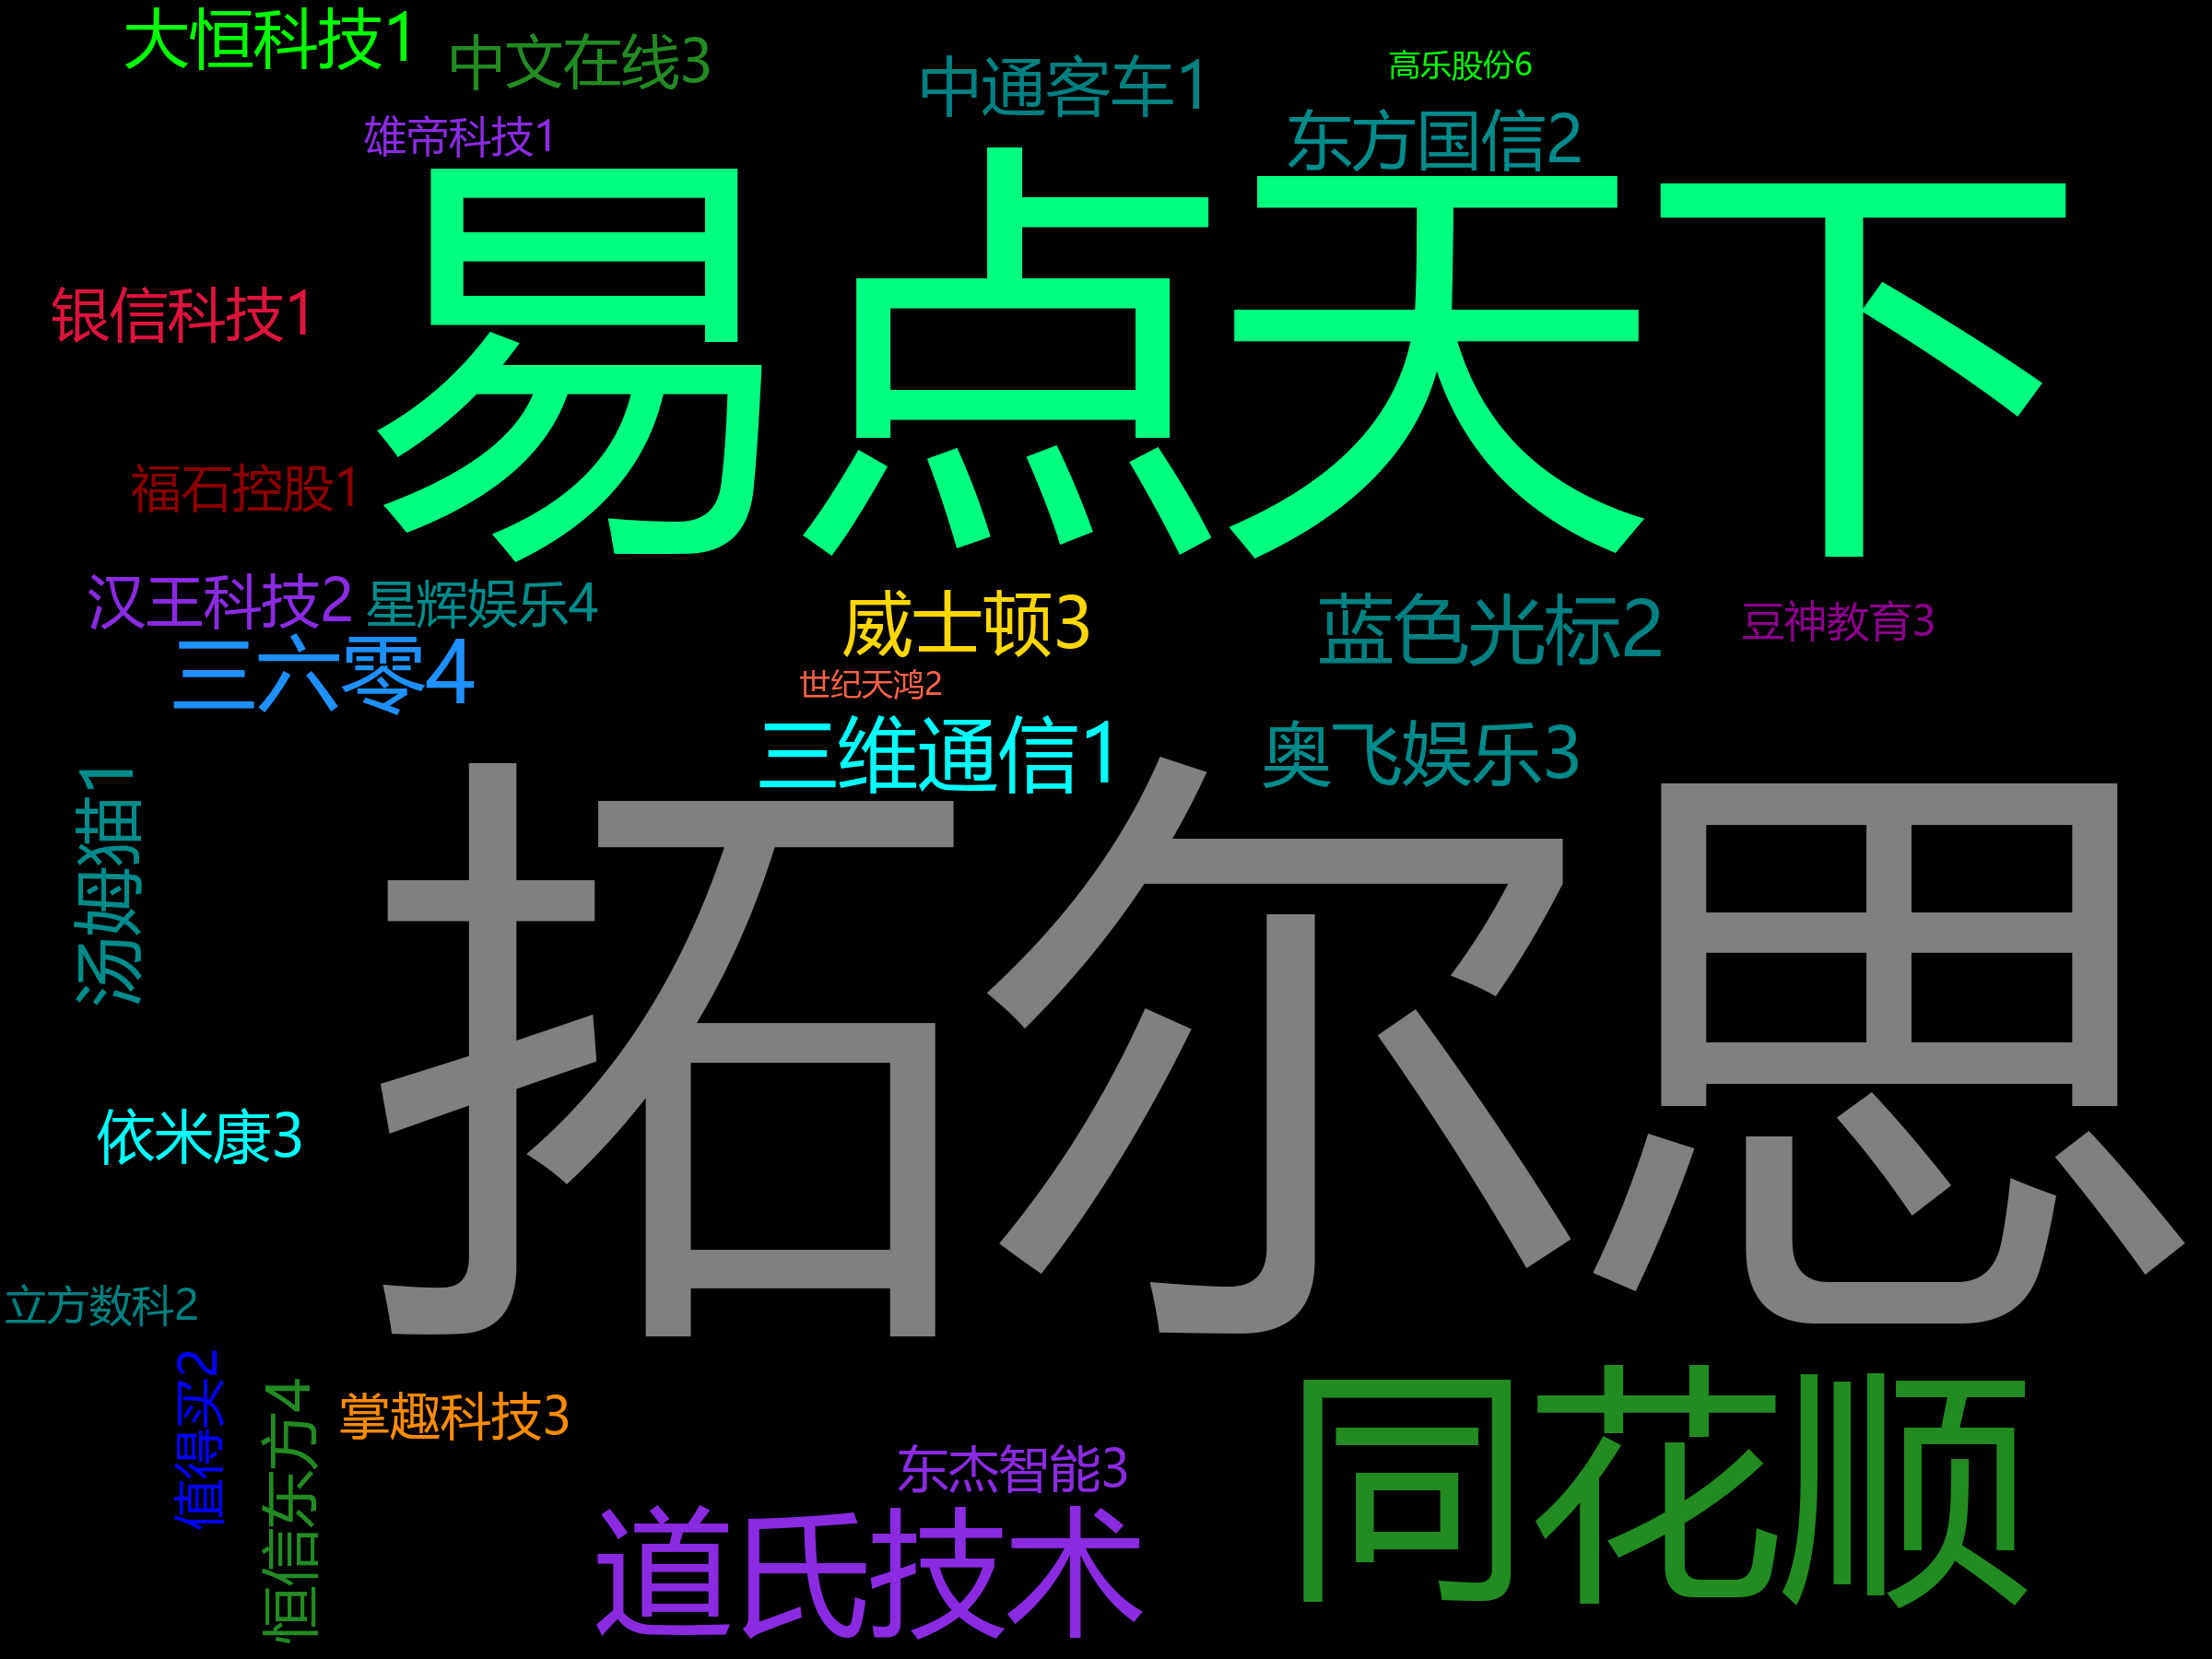 大恒科技1
中文在线3
中通客车1
高乐股份6
雄帝科技1
东方国信2
易点天下
银信科技1
福石控股1
汉王科技2
星辉娱乐4
威士顿3
蓝色光标2
豆神教育3
三六零4
世纪天鸿2
三维通信1
奥飞娱乐3
汤姆猫1
拓尔思
依米康3
立方数科2
值得买2
恒信东方4
掌趣科技3
东杰智能3
同花顺
道氏技术